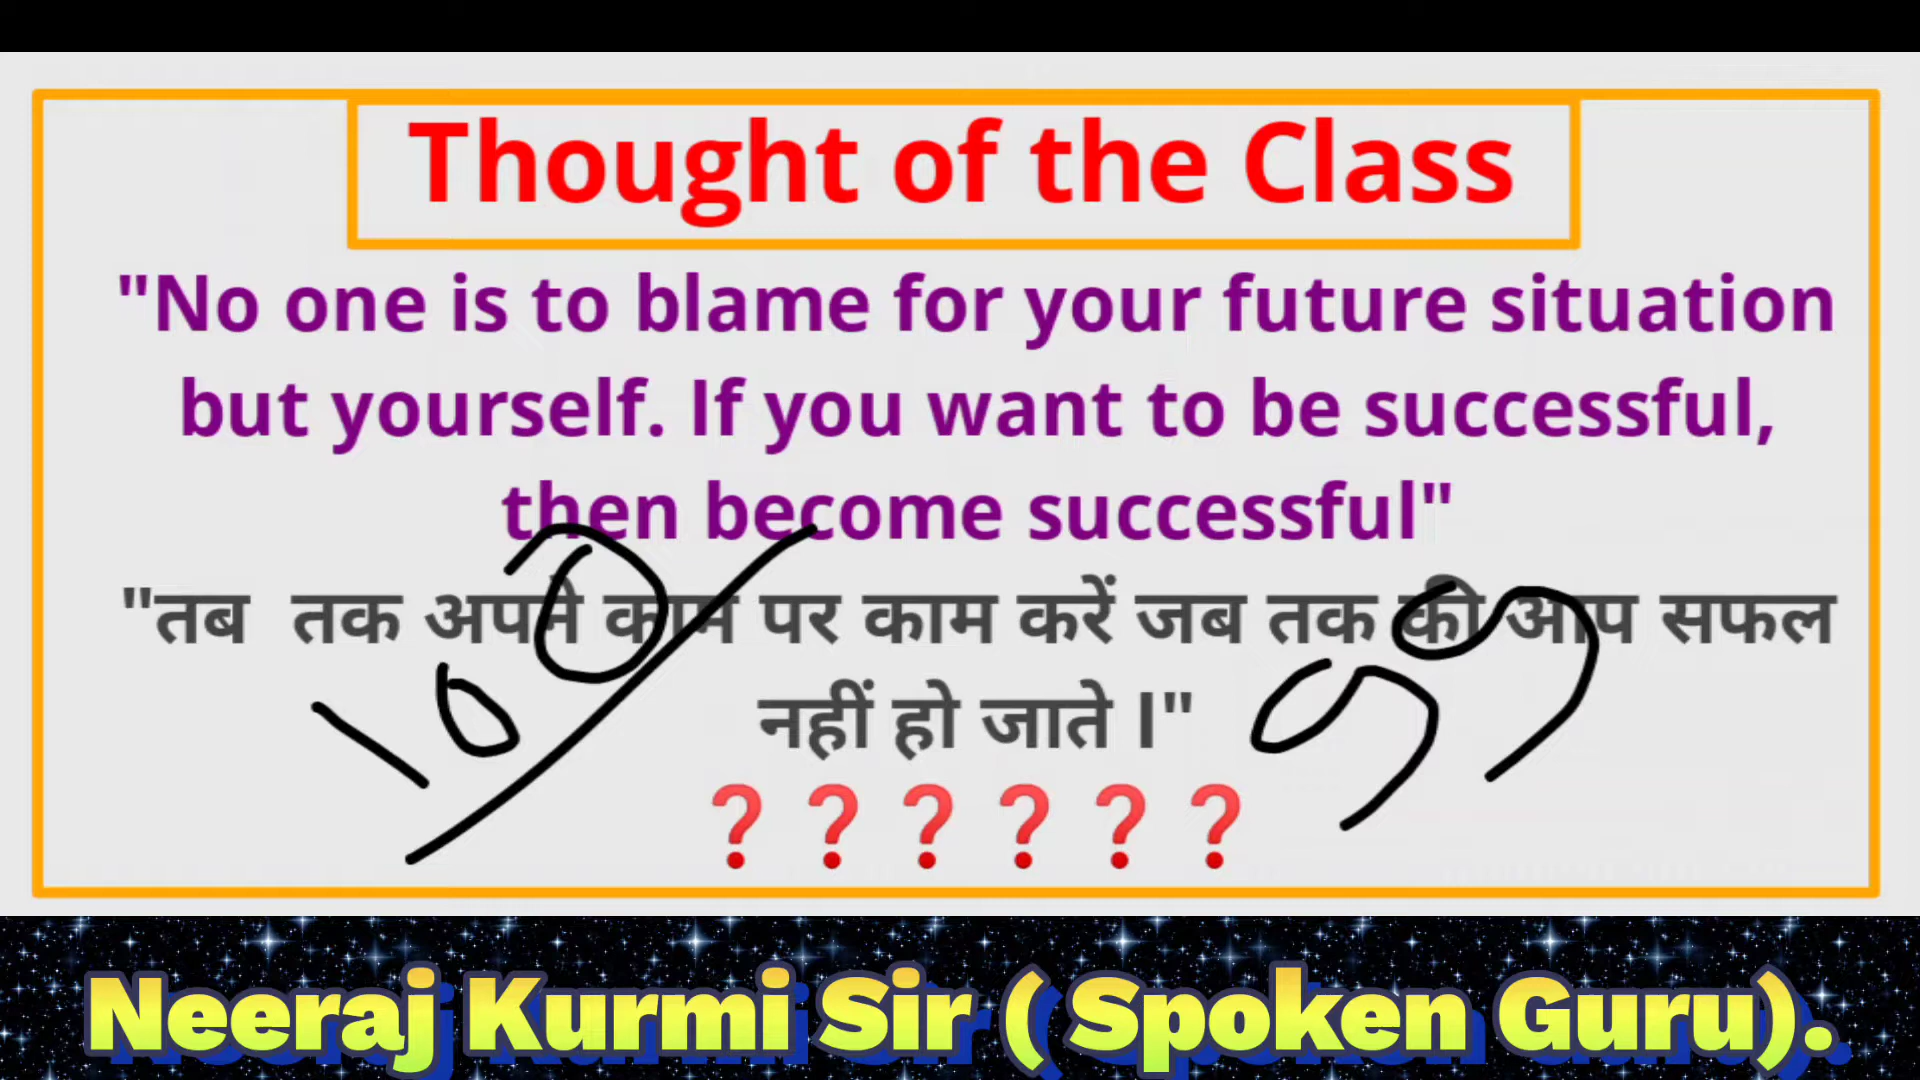 Thought of the Class
"No one is to blame for your future situation
but yourself. If you want to be successful,
then become successful"
"तब तक अपने काम पर काम करें जब तक की आप सफल
नहीं हो जाते ।"
❓❓❓❓❓❓
100
99
Neeraj Kurmi Sir ( Spoken Guru).